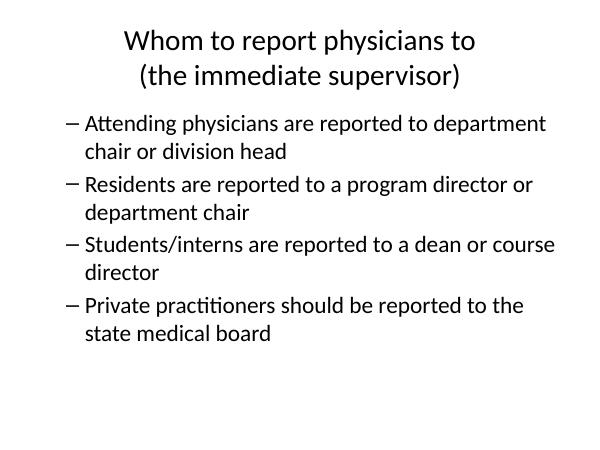 Whom to report physicians to
(the immediate supervisor)
– Attending physicians are reported to department
chair or division head
– Residents are reported to a program director or
department chair
– Students/interns are reported to a dean or course
director
– Private practitioners should be reported to the
state medical board